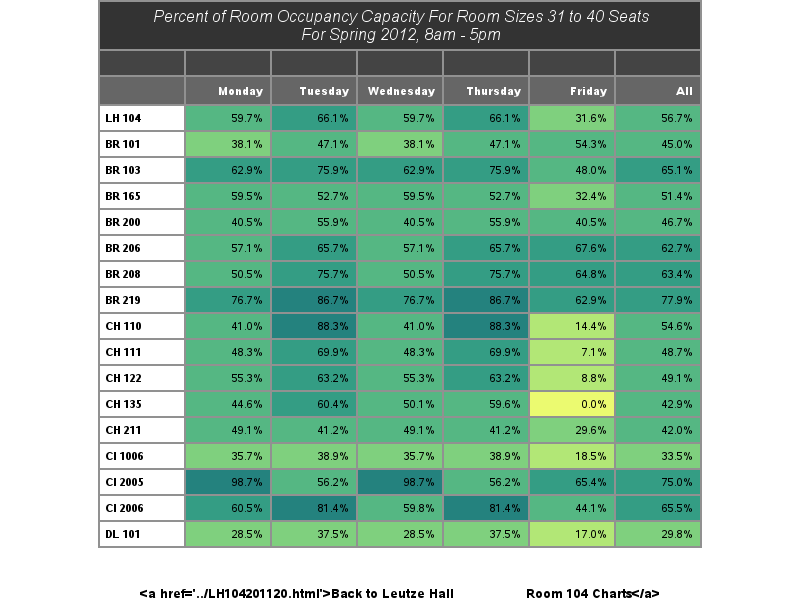 Percent of Room Occupancy Capacity For Room Sizes 31 to 40 Seats
For Spring 2012, 8am - 5pm
Monday Tuesday Wednesday Thursday Friday All
LH 104 59.7% 66.1% 59.7% 66.1% 31.6% 56.7%
BR 101 38.1% 47.1% 38.1% 47.1% 54.3% 45.0%
BR 103 62.9% 75.9% 62.9% 75.9% 48.0% 65.1%
BR 165 59.5% 52.7% 59.5% 52.7% 32.4% 51.4%
BR 200 40.5% 55.9% 40.5% 55.9% 40.5% 46.7%
BR 206 57.1% 65.7% 57.1% 65.7% 67.6% 62.7%
BR 208 50.5% 75.7% 50.5% 75.7% 64.8% 63.4%
BR 219 76.7% 86.7% 76.7% 86.7% 62.9% 77.9%
CH 110 41.0% 88.3% 41.0% 88.3% 14.4% 54.6%
CH 111 48.3% 69.9% 48.3% 69.9% 7.1% 48.7%
CH 122 55.3% 63.2% 55.3% 63.2% 8.8% 49.1%
CH 135 44.6% 60.4% 50.1% 59.6% 0.0% 42.9%
CH 211 49.1% 41.2% 49.1% 41.2% 29.6% 42.0%
CI 1006 35.7% 38.9% 35.7% 38.9% 18.5% 33.5%
CI 2005 98.7% 56.2% 98.7% 56.2% 65.4% 75.0%
CI 2006 60.5% 81.4% 59.8% 81.4% 44.1% 65.5%
DL 101 28.5% 37.5% 28.5% 37.5% 17.0% 29.8%
<a href='../LH104201120.html'>Back to Leutze Hall Room 104 Charts</a>